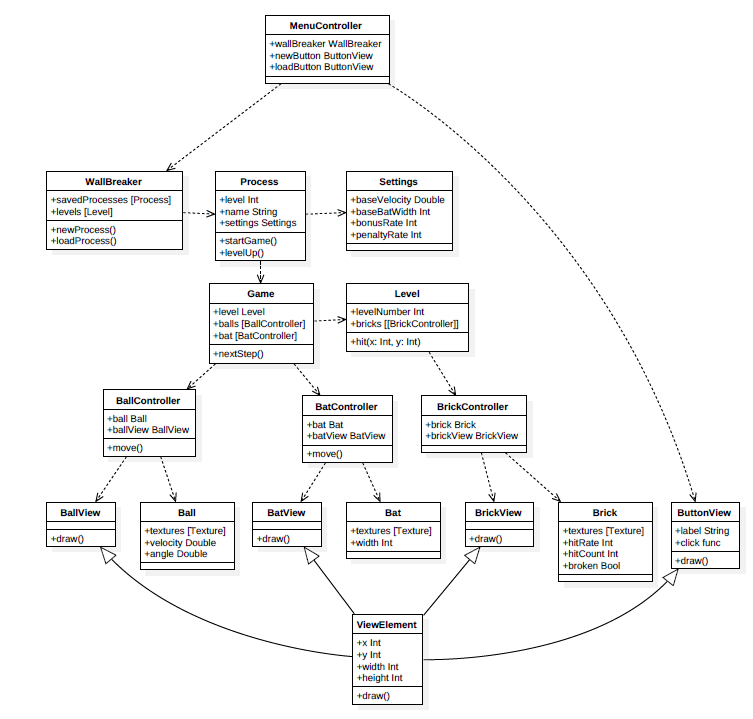 MenuController
+wallBreaker WallBreaker
+newButton ButtonView
+loadButton ButtonView
WallBreaker
+savedProcesses [Process]
+levels [Level]
+newProcess()
+loadProcess()
Process
+level Int
+name String
+settings Settings
+startGame()
+levelUp()
Settings
+baseVelocity Double
+baseBatWidth Int
+bonusRate Int
+penaltyRate Int
Game
+level Level
+balls [BallController]
+bat [BatController]
+nextStep()
Level
+levelNumber Int
+bricks [[BrickController]]
+hit(x: Int, y: Int)
BallController
+ball Ball
+ballView BallView
+move()
BatController
+bat Bat
+batView BatView
+move()
BrickController
+brick Brick
+brickView BrickView
BallView
+draw()
Ball
+textures [Texture]
+velocity Double
+angle Double
BatView
+draw()
Bat
+textures [Texture]
+width Int
BrickView
+draw()
Brick
+textures [Texture]
+hitRate Int
+hitCount Int
+broken Bool
ButtonView
+label String
+click func
+draw()
ViewElement
+x Int
+y Int
+width Int
+height Int
+draw()